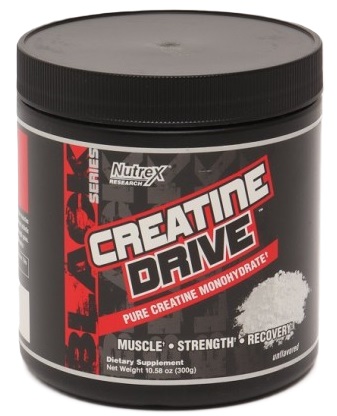 Nutrex
RESEARCH
BLACK
SERIES
CREATINE
DRIVE™
PURE CREATINE MONOHYDRATE†
MUSCLE† • STRENGTH† • RECOVERY†
Dietary Supplement
Net Weight 10.58 oz (300g)
unflavored